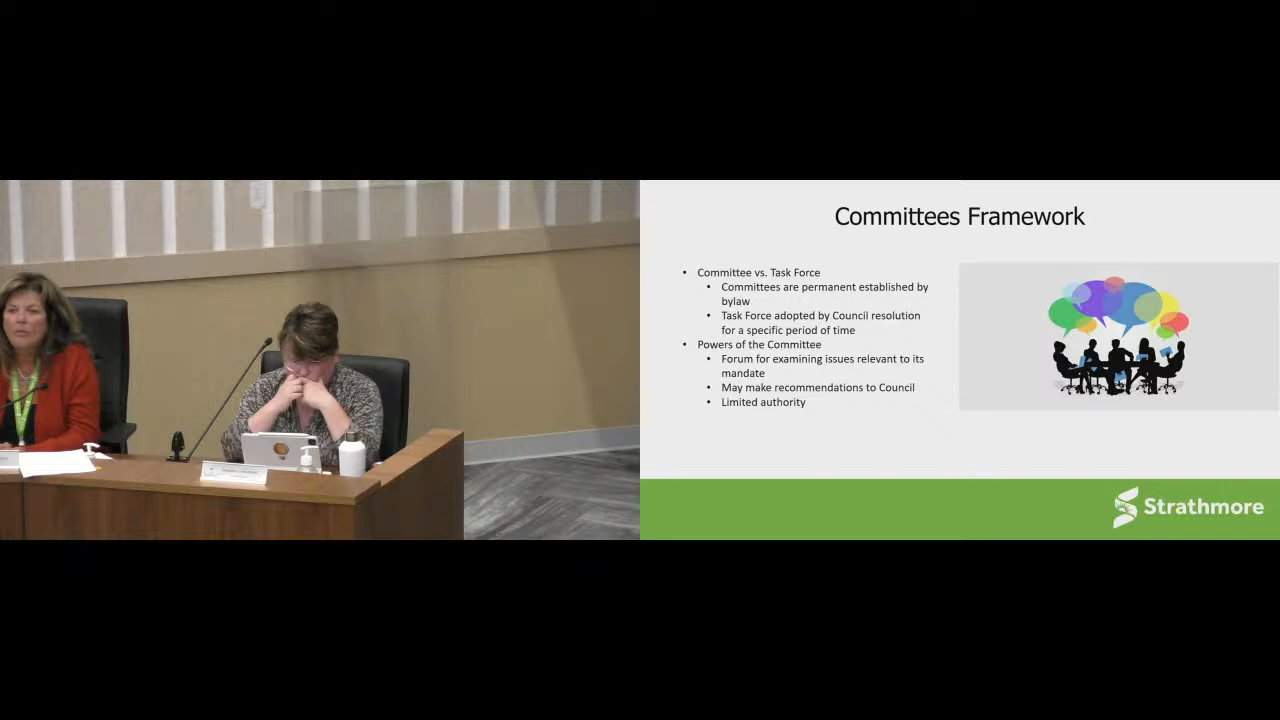 Committees Framework
• Committee vs. Task Force
• Committees are permanent established by
bylaw
• Task Force adopted by Council resolution
for a specific period of time
• Powers of the Committee
• Forum for examining issues relevant to its
mandate
• May make recommendations to Council
• Limited authority
Strathmore